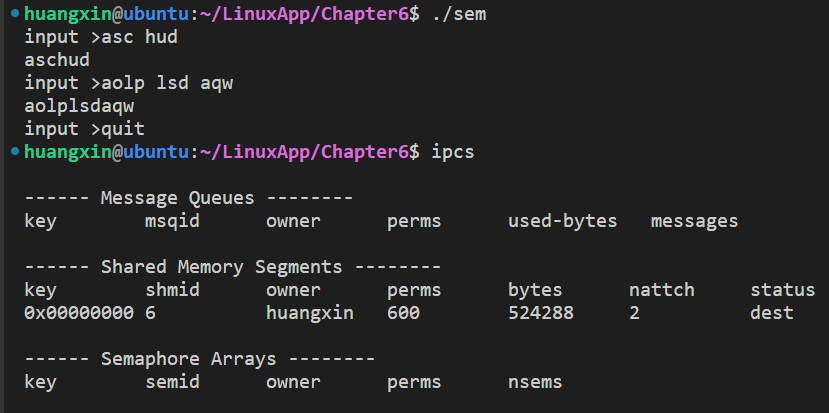 huangxin@ubuntu:~/LinuxApp/Chapter6$ ./sem
input >asc hud
aschud
input >aolp lsd aqw
aolplsdaqw
input >quit
huangxin@ubuntu:~/LinuxApp/Chapter6$ ipcs
------ Message Queues --------
key msqid owner perms used-bytes messages
------ Shared Memory Segments --------
key shmid owner perms bytes nattch status
0x00000000 6 huangxin 600 524288 2 dest
------ Semaphore Arrays --------
key semid owner perms nsems